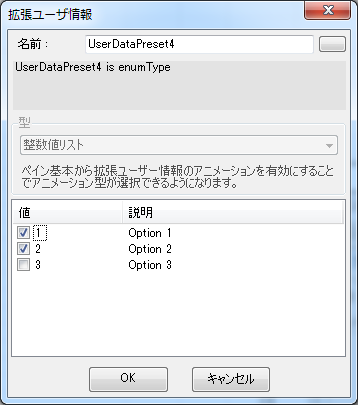 拡張ユーザ情報
名前： UserDataPreset4
UserDataPreset4 is enumType
型
整数値リスト
ペイン基本から拡張ユーザー情報のアニメーションを有効にすること
でアニメーション型が選択できるようになります。
値 説明
1 Option 1
2 Option 2
3 Option 3
OK キャンセル